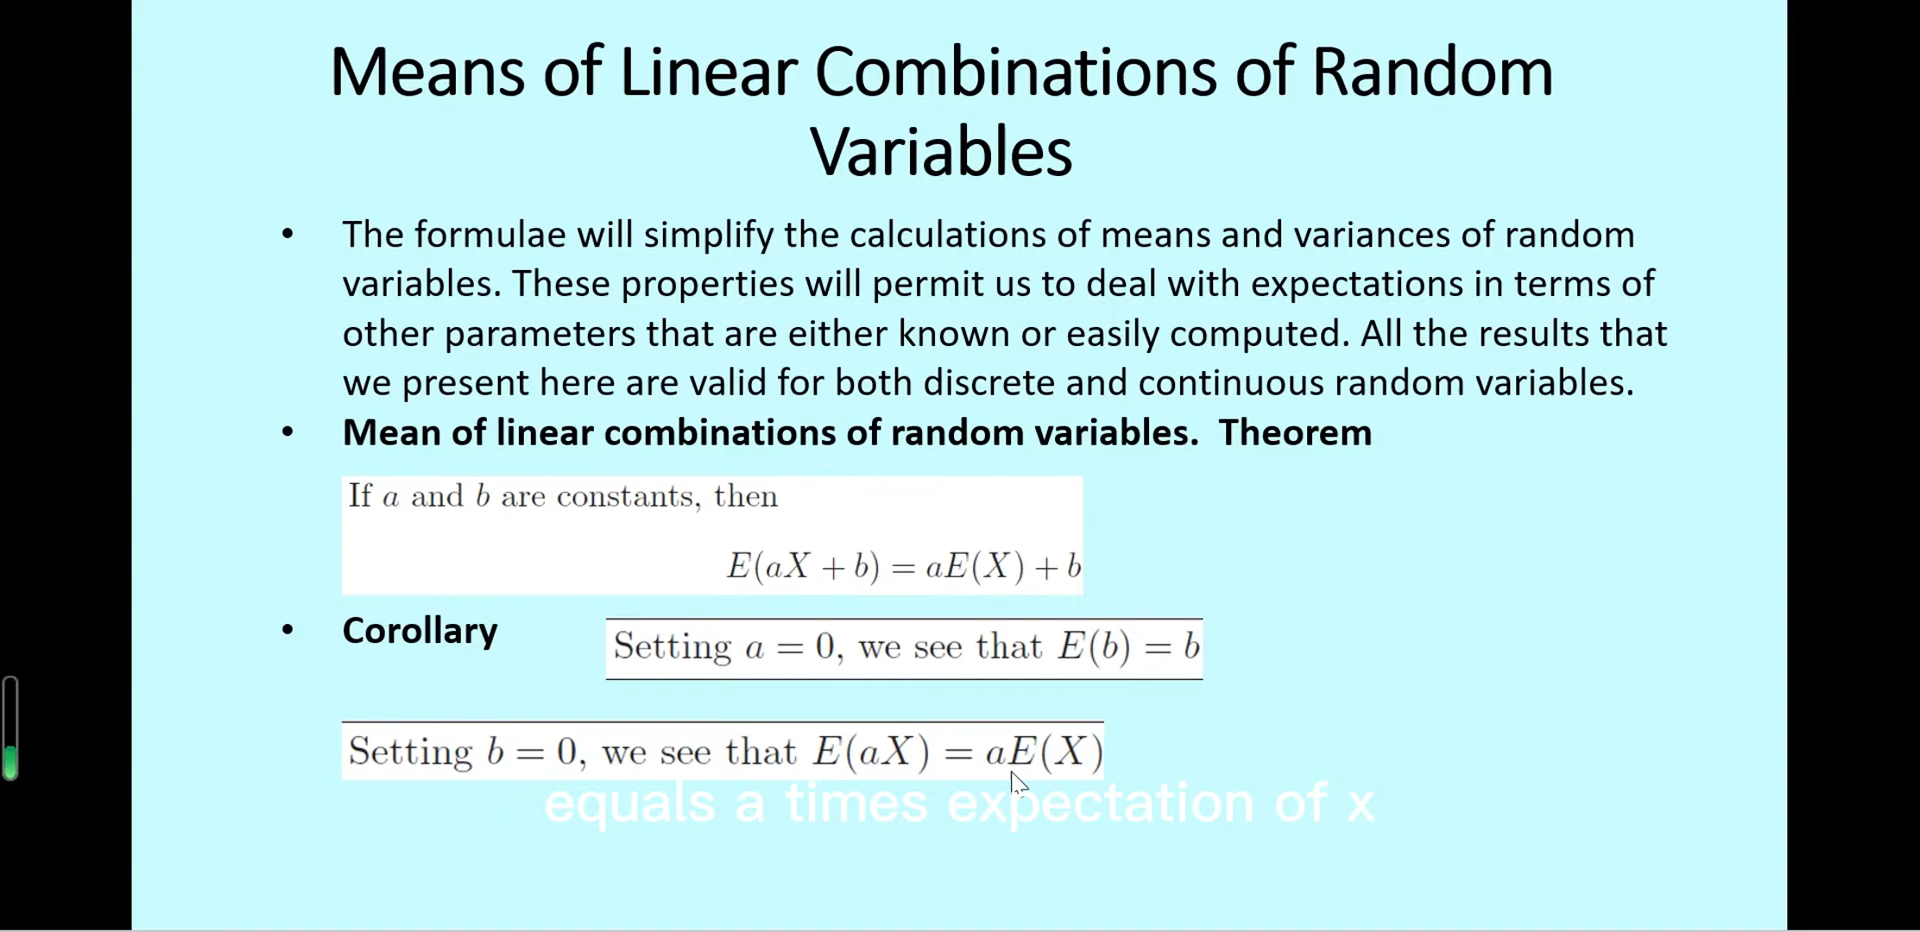 Means of Linear Combinations of Random
Variables
• The formulae will simplify the calculations of means and variances of random
variables. These properties will permit us to deal with expectations in terms of
other parameters that are either known or easily computed. All the results that
we present here are valid for both discrete and continuous random variables.
• Mean of linear combinations of random variables. Theorem
If a and b are constants, then
E(aX + b) = aE(X) + b
• Corollary
Setting a = 0, we see that E(b) = b
Setting b = 0, we see that E(aX) = aE(X)
equals a times expectation of x